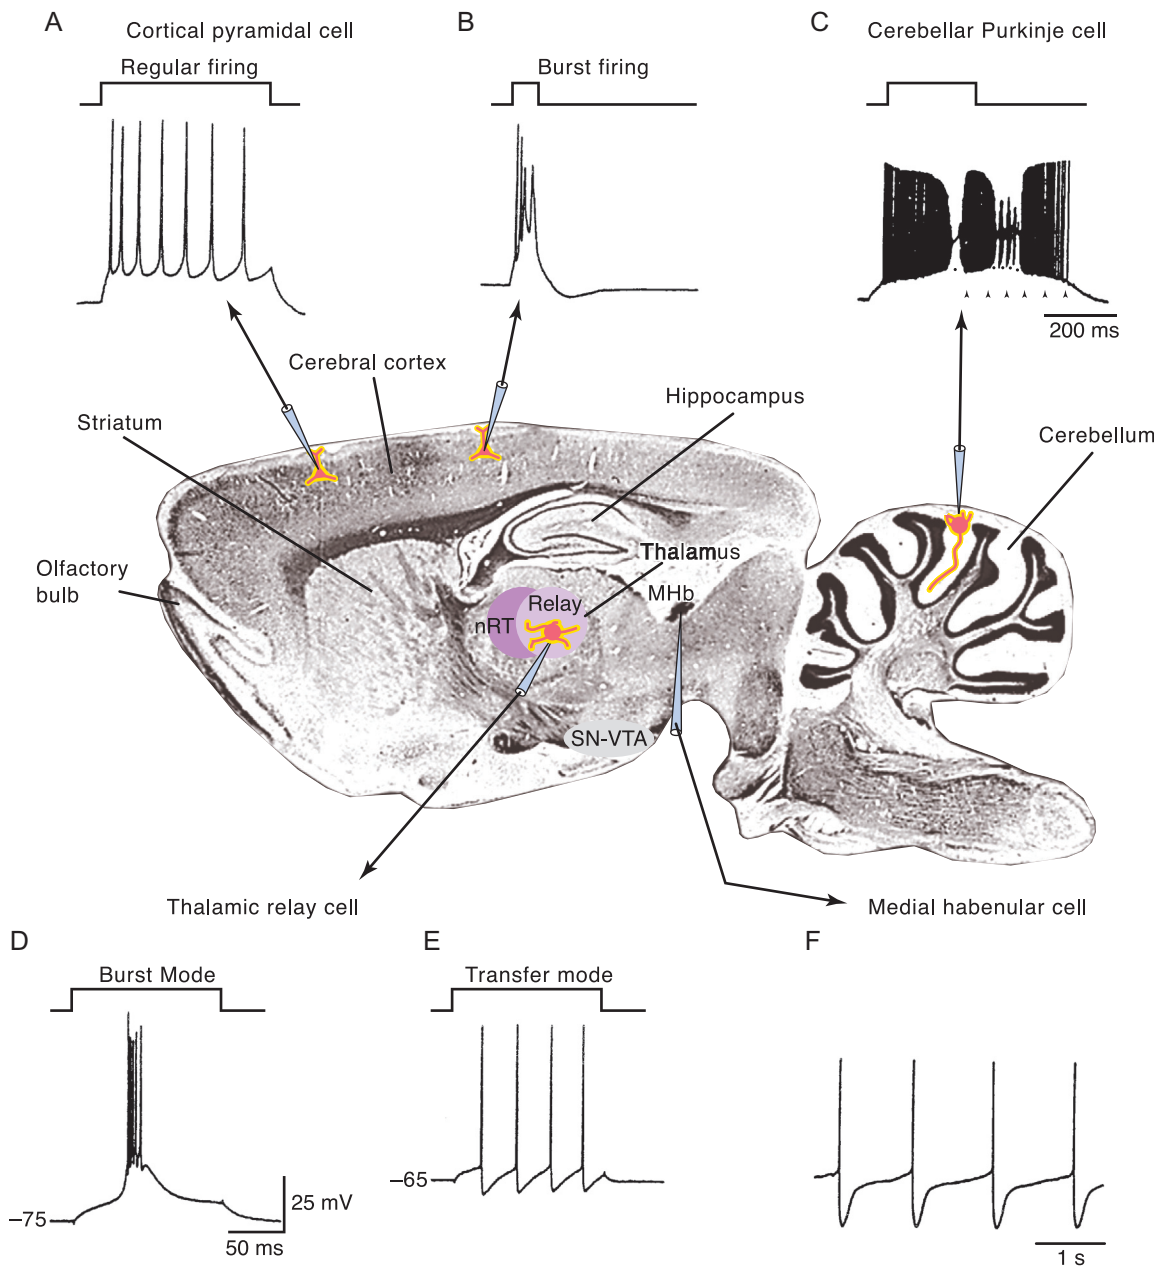 A
Cortical pyramidal cell
B
C
Cerebellar Purkinje cell
Regular firing
Burst firing
200 ms
Cerebral cortex
Hippocampus
Striatum
Cerebellum
Olfactory
bulb
Thalamus
MHb
Relay
nRT
SN-VTA
Thalamic relay cell
Medial habenular cell
D
E
F
Burst Mode
Transfer mode
–65
25 mV
–75
50 ms
1 s